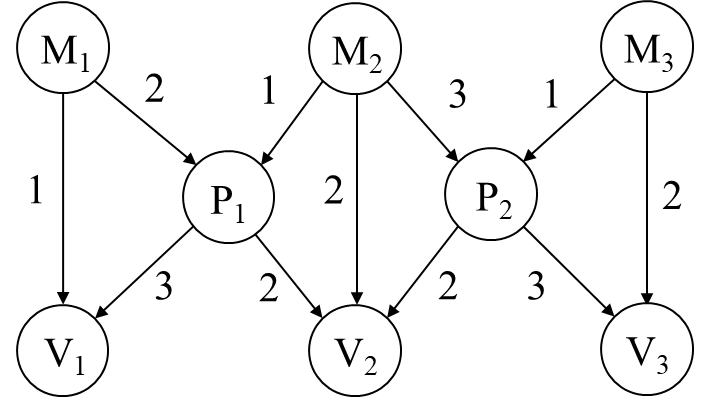 M₁ M₂ M₃
2 1 3 1
1 P₁ 2 P₂ 2
3 2 2 3
V₁ V₂ V₃